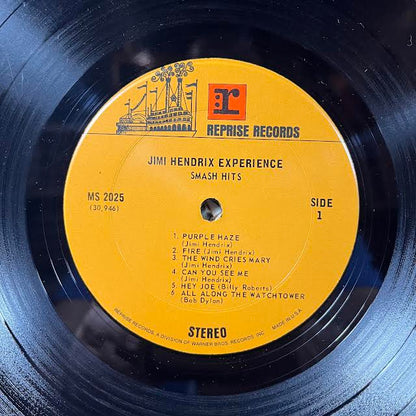 r
REPRISE RECORDS
JIMI HENDRIX EXPERIENCE
SMASH HITS
MS 2025
(30,946)
SIDE
1
1. PURPLE HAZE
(Jimi Hendrix)
2. FIRE (Jimi Hendrix)
3. THE WIND CRIES MARY
(Jimi Hendrix)
4. CAN YOU SEE ME
(Jimi Hendrix)
5. HEY JOE (Billy Roberts)
6. ALL ALONG THE WATCHTOWER
(Bob Dylan)
STEREO
REPRISE RECORDS, A DIVISION OF WARNER BROS. RECORDS, INC.
MADE IN U.S.A.